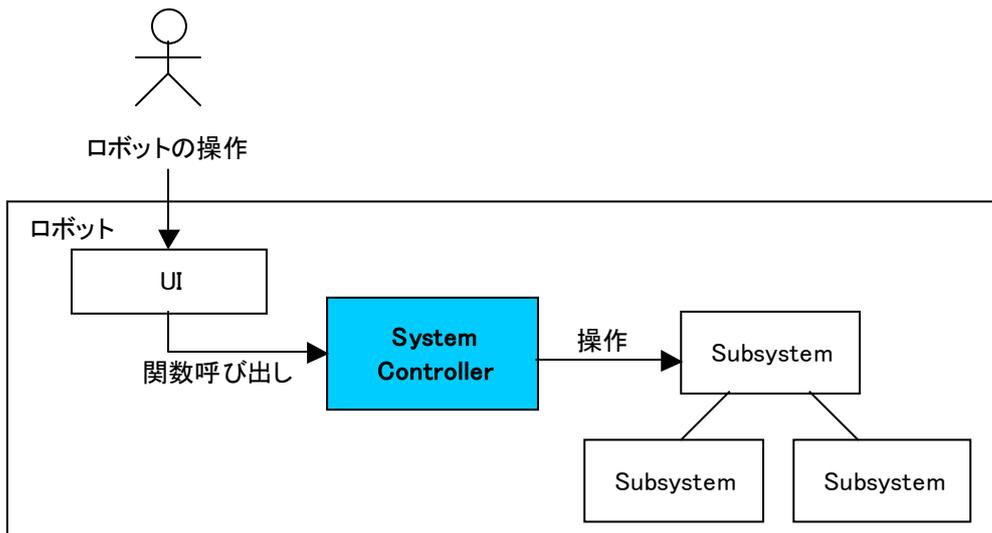 ロボットの操作
ロボット
UI
関数呼び出し
System
Controller
操作
Subsystem
Subsystem
Subsystem